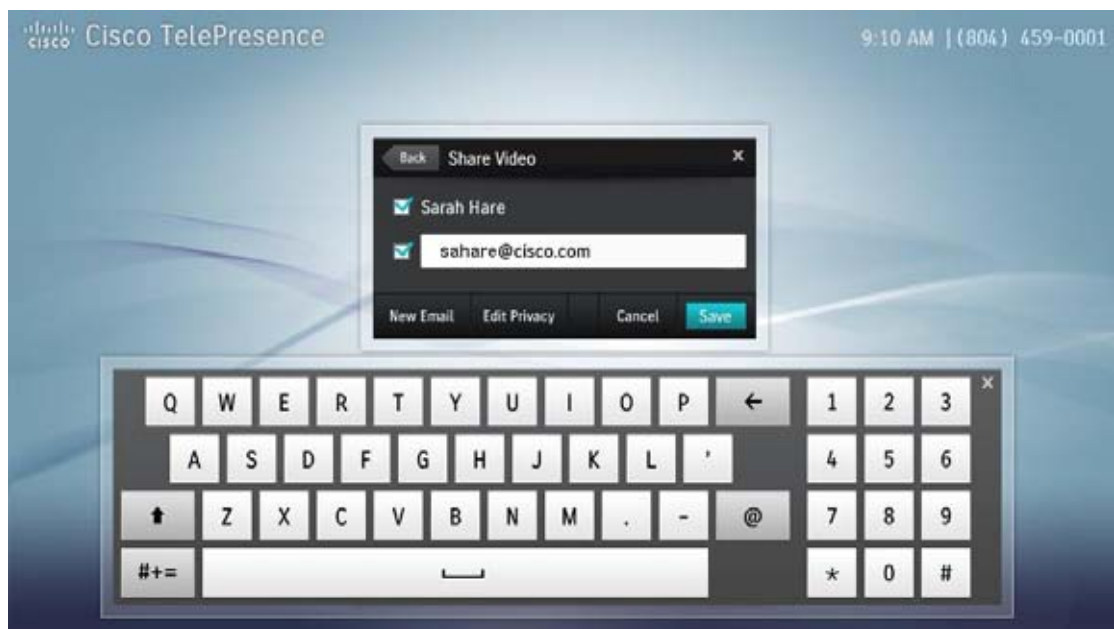 CISCO Cisco TelePresence
9:10 AM | (804) 459-0001
Back Share Video x
Sarah Hare
sahare@cisco.com
New Email Edit Privacy Cancel Save
Q W E R T Y U I O P ← 1 2 3 x
A S D F G H J K L ' 4 5 6
Z X C V B N M . - @ 7 8 9
#+= * 0 #